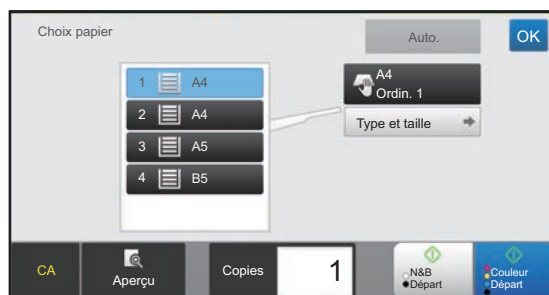 Choix papier
Auto.
OK
1 A4
2 A4
3 A5
4 B5
A4
Ordin. 1
Type et taille
CA
Aperçu
Copies
1
N&B
Départ
Couleur
Départ